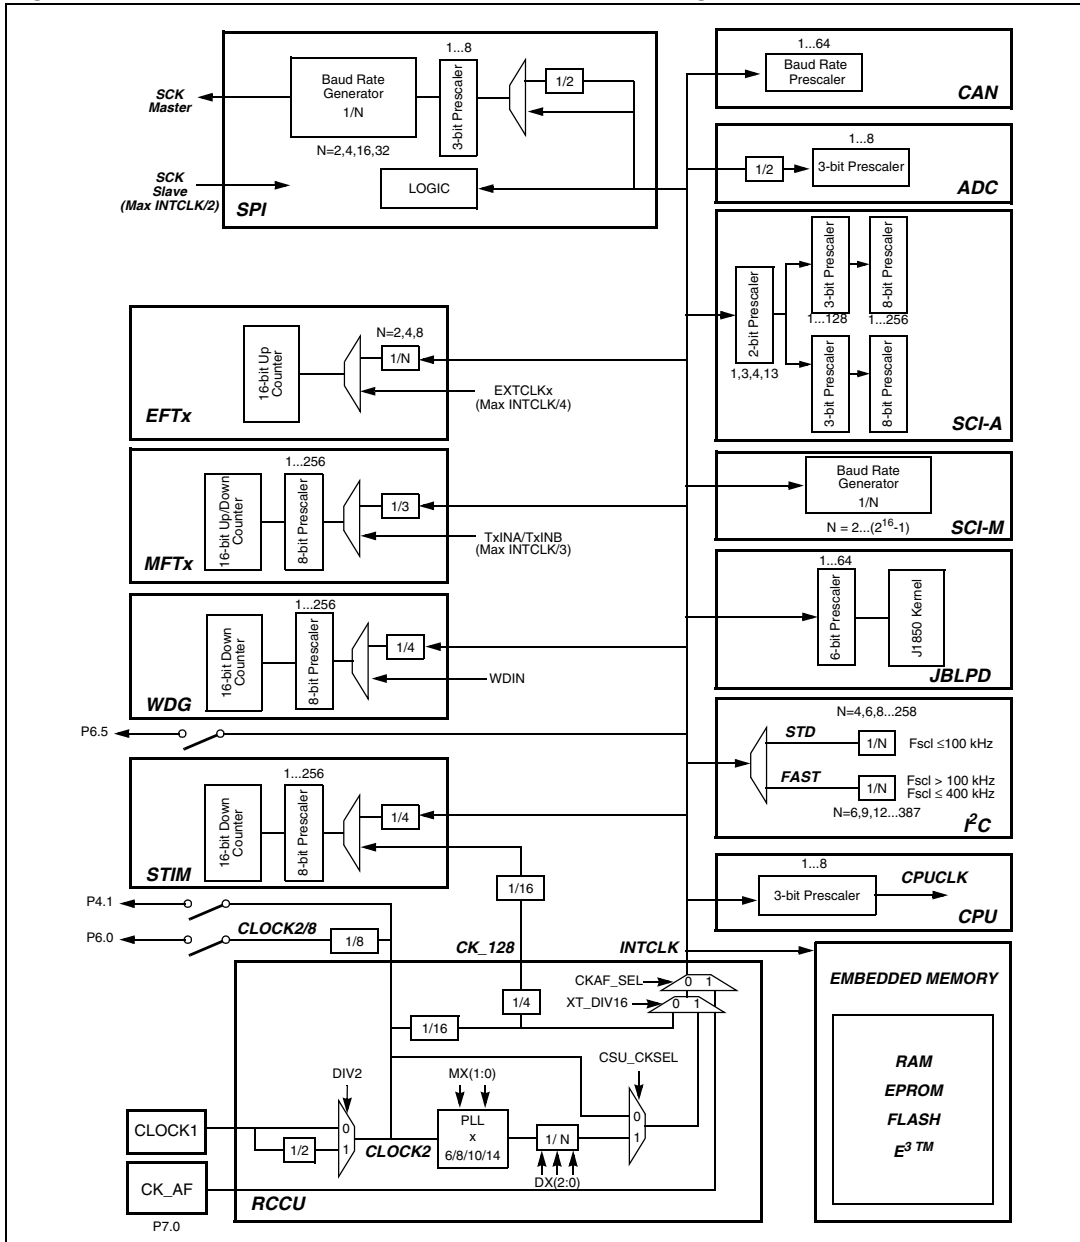 1...8
Baud Rate
Generator
1/N
3-bit Prescaler
1/2
SCK
Master
N=2,4,16,32
SCK
Slave
(Max INTCLK/2)
LOGIC
SPI
1...64
Baud Rate
Prescaler
CAN
1...8
1/2
3-bit Prescaler
ADC
2-bit Prescaler
1,3,4,13
3-bit Prescaler
8-bit Prescaler
1...128
1...256
3-bit Prescaler
8-bit Prescaler
SCI-A
N=2,4,8
16-bit Up
Counter
1/N
EXTCLKx
(Max INTCLK/4)
EFTx
1...256
16-bit Up/Down
Counter
8-bit Prescaler
1/3
TxINA/TxINB
(Max INTCLK/3)
MFTx
Baud Rate
Generator
1/N
N = 2...(2^16-1)
SCI-M
1...64
6-bit Prescaler
J1850 Kernel
JBLPD
1...256
16-bit Down
Counter
8-bit Prescaler
1/4
WDIN
WDG
P6.5
N=4,6,8...258
STD
1/N
Fscl ≤100 kHz
FAST
1/N
Fscl > 100 kHz
Fscl ≤ 400 kHz
N=6,9,12...387
I²C
1...256
16-bit Down
Counter
8-bit Prescaler
1/4
STIM
1/16
1...8
3-bit Prescaler
CPUCLK
CPU
P4.1
P6.0
CLOCK2/8
1/8
CK_128
INTCLK
CKAF_SEL
0 1
XT_DIV16
0 1
1/4
1/16
CSU_CKSEL
DIV2
MX(1:0)
CLOCK1
0
1
1/2
CLOCK2
PLL
x
6/8/10/14
1/ N
0
1
DX(2:0)
CK_AF
P7.0
RCCU
EMBEDDED MEMORY
RAM
EPROM
FLASH
E³ ™